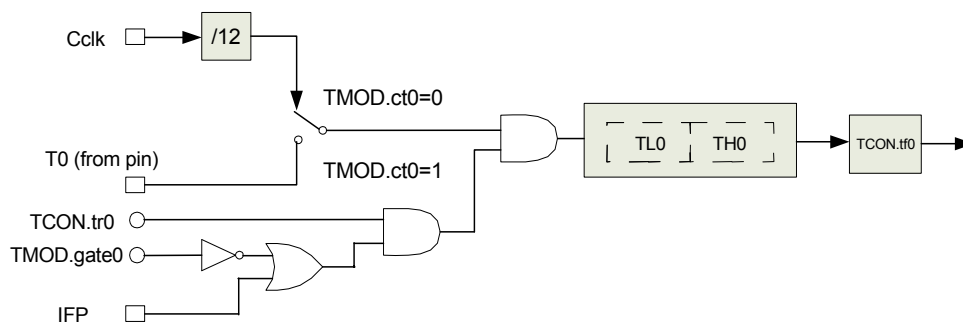 Cclk
/12
TMOD.ct0=0
T0 (from pin)
TMOD.ct0=1
TL0
TH0
TCON.tf0
TCON.tr0
TMOD.gate0
IFP